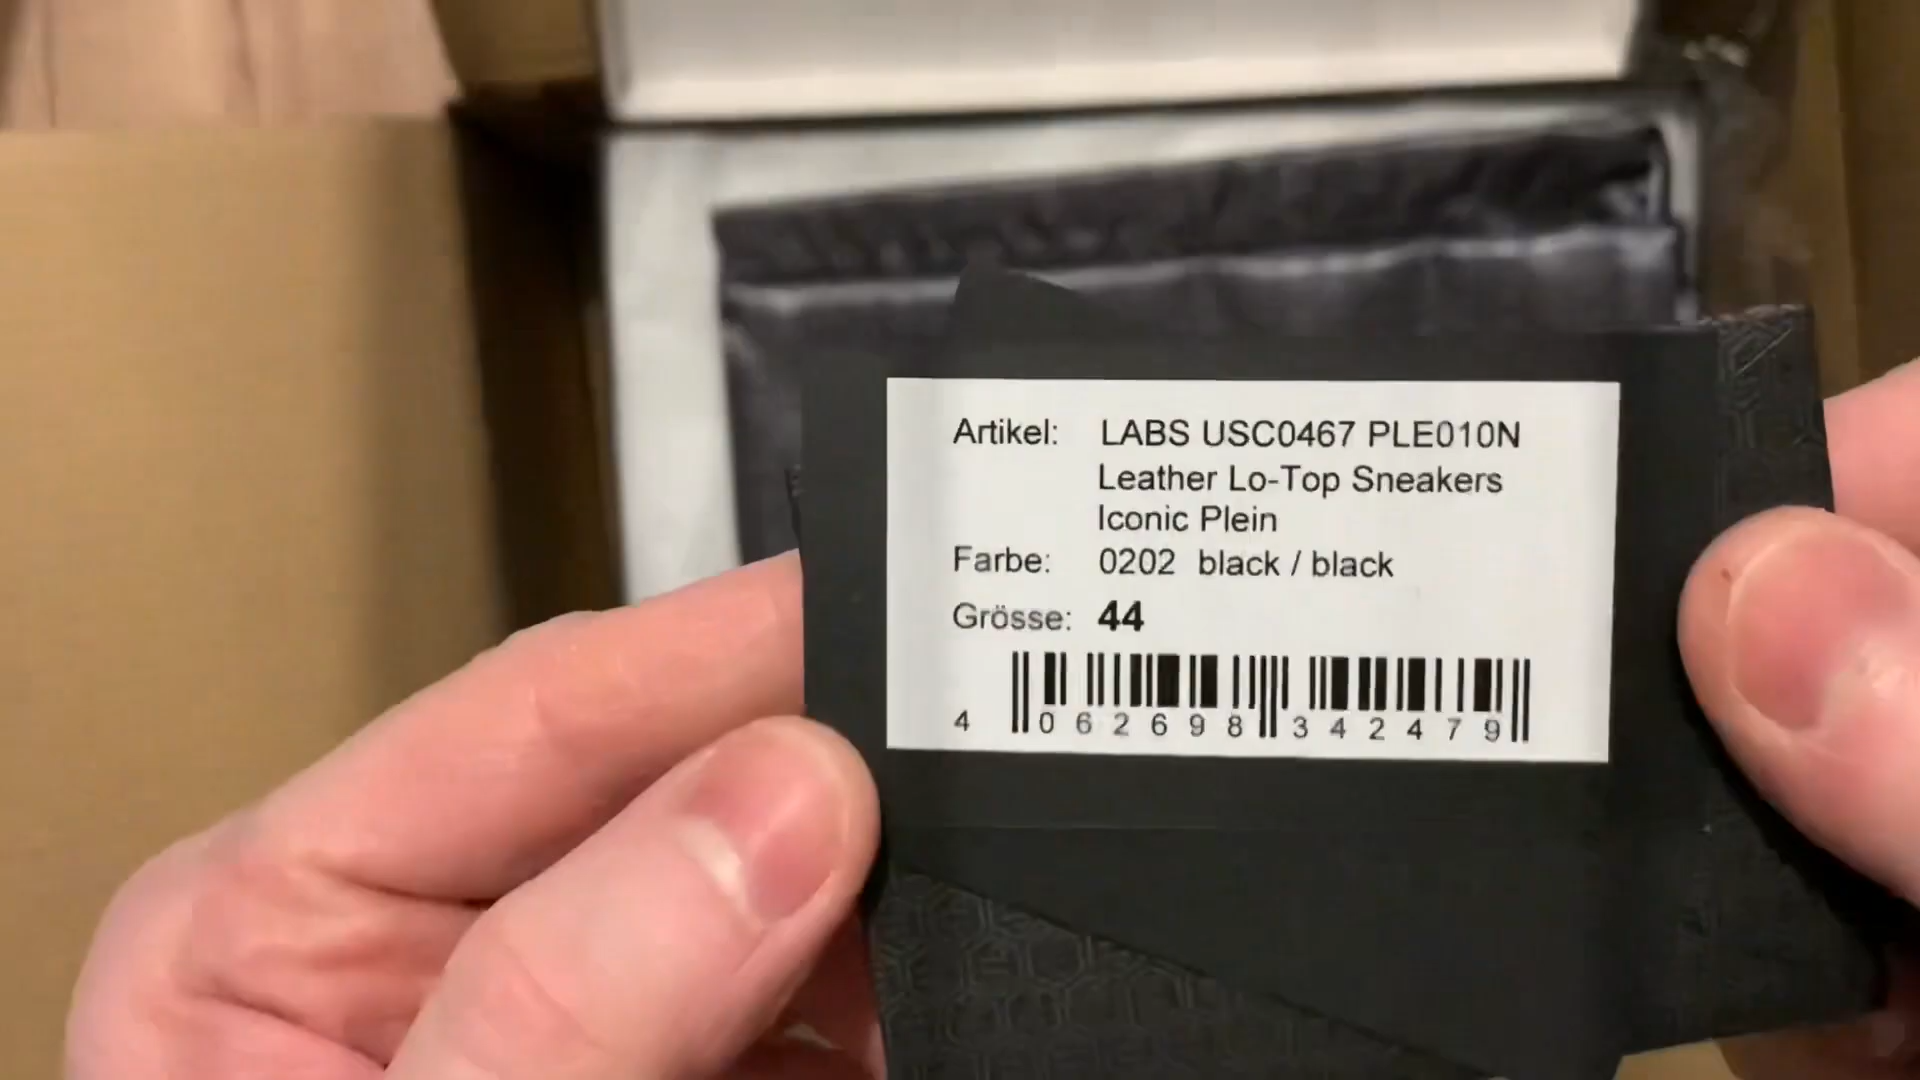 Artikel: LABS USC0467 PLE010N
Leather Lo-Top Sneakers
Iconic Plein
Farbe: 0202 black / black
Grösse: 44
4 062698 342479